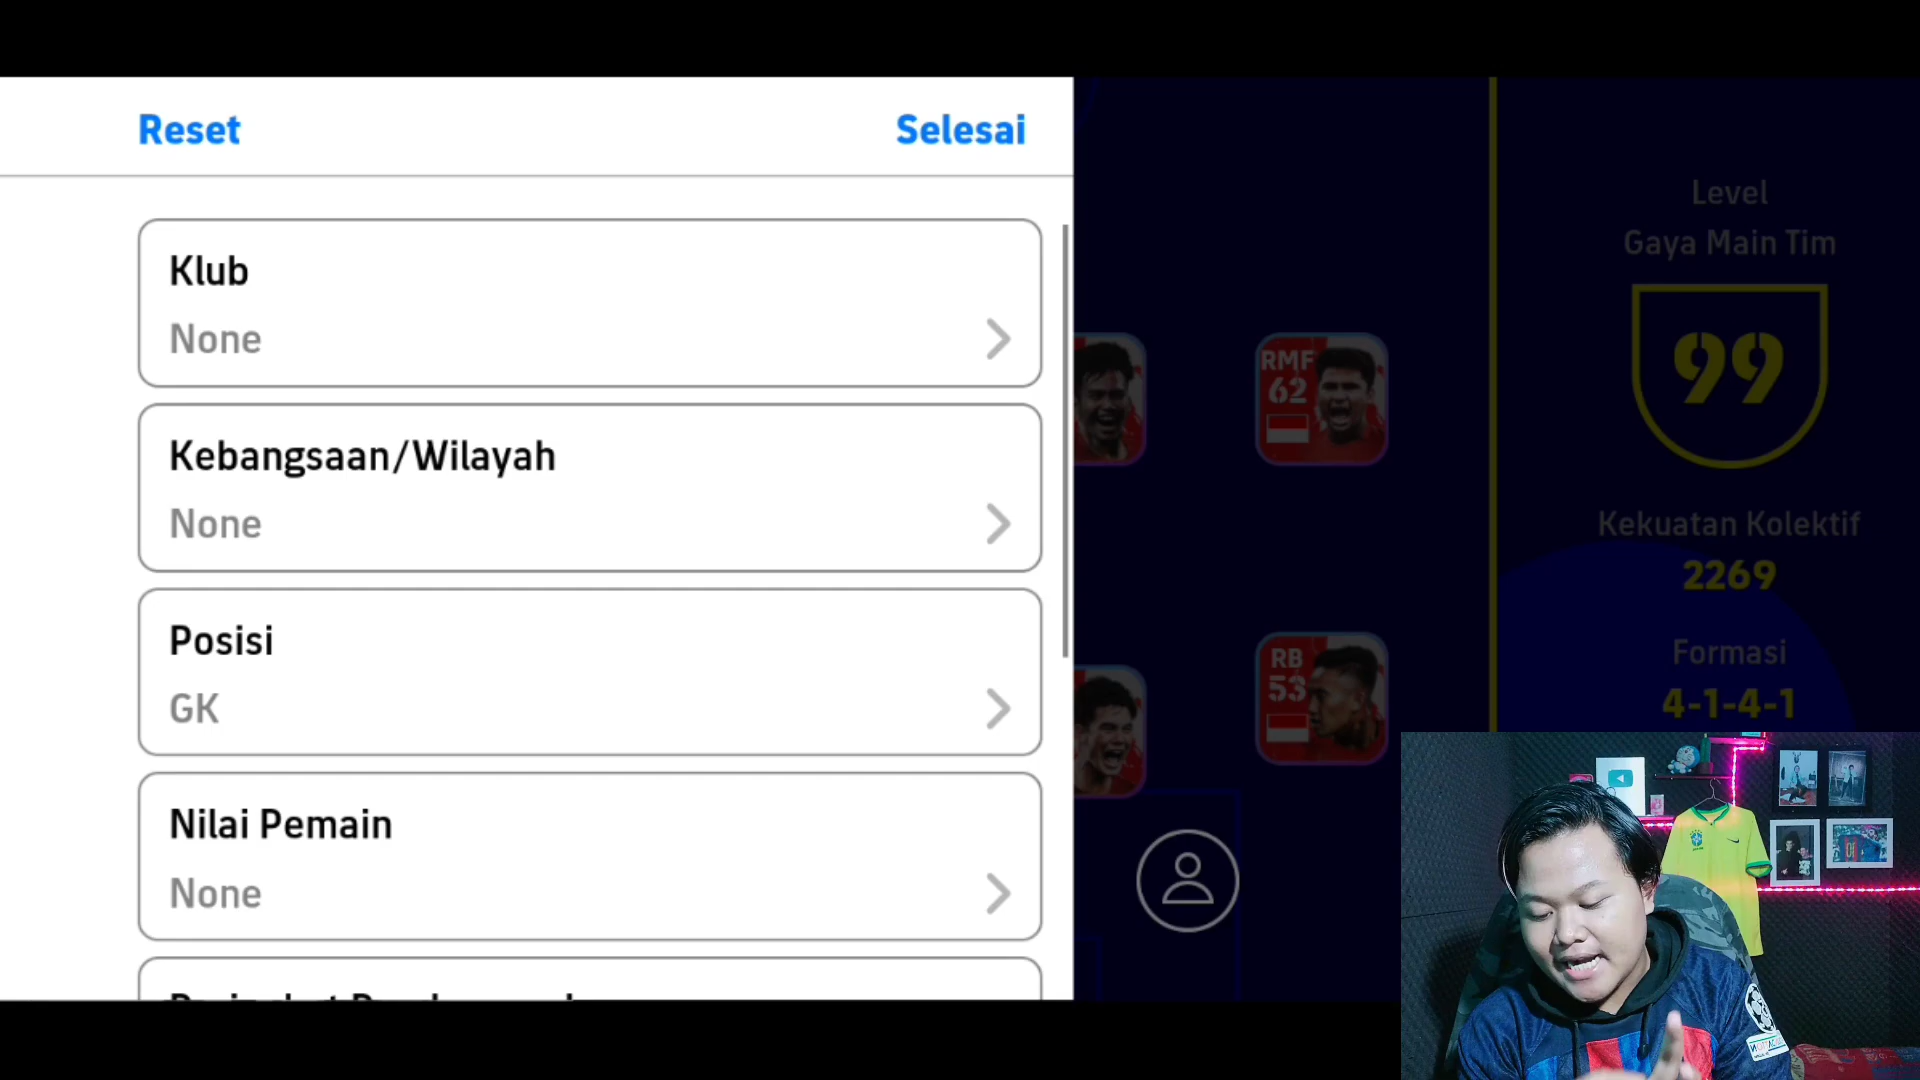 Reset
Selesai
Klub
None
Kebangsaan/Wilayah
None
Posisi
GK
Nilai Pemain
None
RMF
62
RB
53
Level
Gaya Main Tim
99
Kekuatan Kolektif
2269
Formasi
4-1-4-1